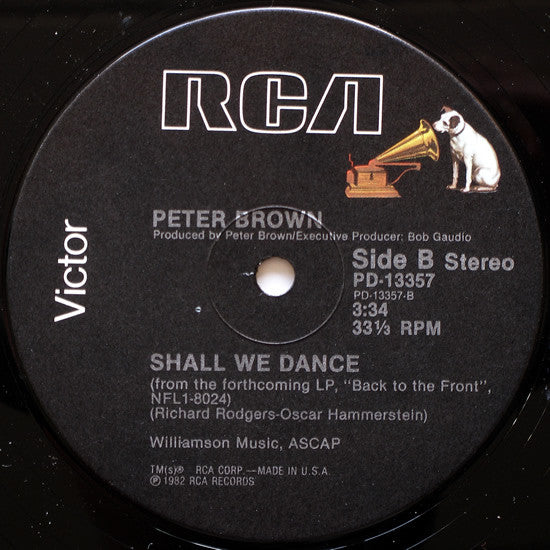 RCA
Victor
PETER BROWN
Produced by Peter Brown/Executive Producer: Bob Gaudio
Side B Stereo
PD-13357
PD-13357-B
3:34
33⅓ RPM
SHALL WE DANCE
(from the forthcoming LP, "Back to the Front",
NFL1-8024)
(Richard Rodgers-Oscar Hammerstein)
Williamson Music, ASCAP
TM(s)® RCA CORP.—MADE IN U.S.A.
℗ 1982 RCA RECORDS